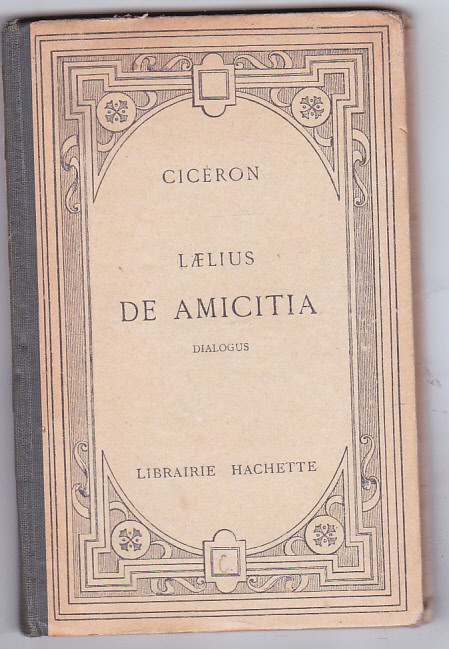 CICÉRON
LÆLIUS
DE AMICITIA
DIALOGUS
LIBRAIRIE HACHETTE
C.